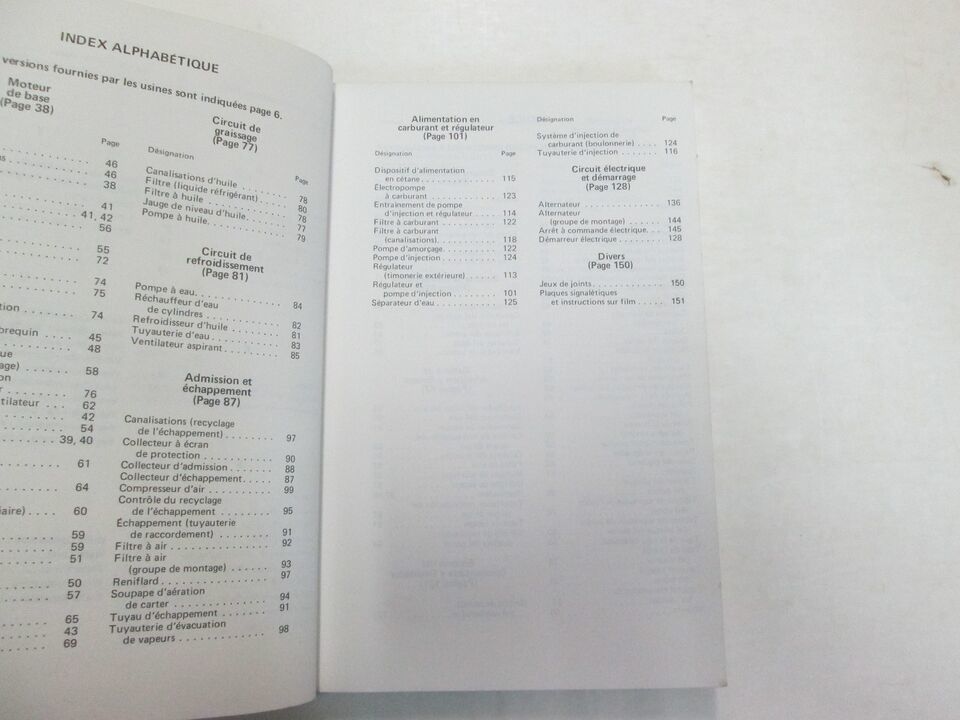 INDEX ALPHABÉTIQUE
versions fournies par les usines sont indiquées page 6.
Moteur
de base
(Page 38)
Page
46
46
38
41
41, 42
56
55
72
74
75
tion 74
brequin 45
48
que
age) 58
on
r 76
tilateur 62
42
54
39, 40
61
64
iaire) 60
59
59
51
50
57
65
43
69
Circuit de
graissage
(Page 77)
Désignation Page
Canalisations d'huile 78
Filtre (liquide réfrigérant) 80
Filtre à huile 78
Jauge de niveau d'huile 77
Pompe à huile 79
Circuit de
refroidissement
(Page 81)
Pompe à eau 84
Réchauffeur d'eau
de cylindres 82
Refroidisseur d'huile 81
Tuyauterie d'eau 83
Ventilateur aspirant 85
Admission et
échappement
(Page 87)
Canalisations (recyclage
de l'échappement) 97
Collecteur à écran
de protection 90
Collecteur d'admission 88
Collecteur d'échappement 87
Compresseur d'air 99
Contrôle du recyclage
de l'échappement 95
Échappement (tuyauterie
de raccordement) 91
Filtre à air 92
Filtre à air
(groupe de montage) 93
Reniflard 97
Soupape d'aération
de carter 94
Tuyau d'échappement 91
Tuyauterie d'évacuation
de vapeurs 98
Alimentation en
carburant et régulateur
(Page 101)
Désignation Page
Dispositif d'alimentation
en cétane 115
Électropompe
à carburant 123
Entrainement de pompe
d'injection et régulateur 114
Filtre à carburant 122
Filtre à carburant
(canalisations) 118
Pompe d'amorçage 122
Pompe d'injection 124
Régulateur
(timonerie extérieure) 113
Régulateur et
pompe d'injection 101
Séparateur d'eau 125
Désignation Page
Système d'injection de
carburant (boulonnerie) 124
Tuyauterie d'injection 116
Circuit électrique
et démarrage
(Page 128)
Alternateur 136
Alternateur
(groupe de montage) 144
Arrêt à commande électrique 145
Démarreur électrique 128
Divers
(Page 150)
Jeux de joints 150
Plaques signalétiques
et instructions sur film 151